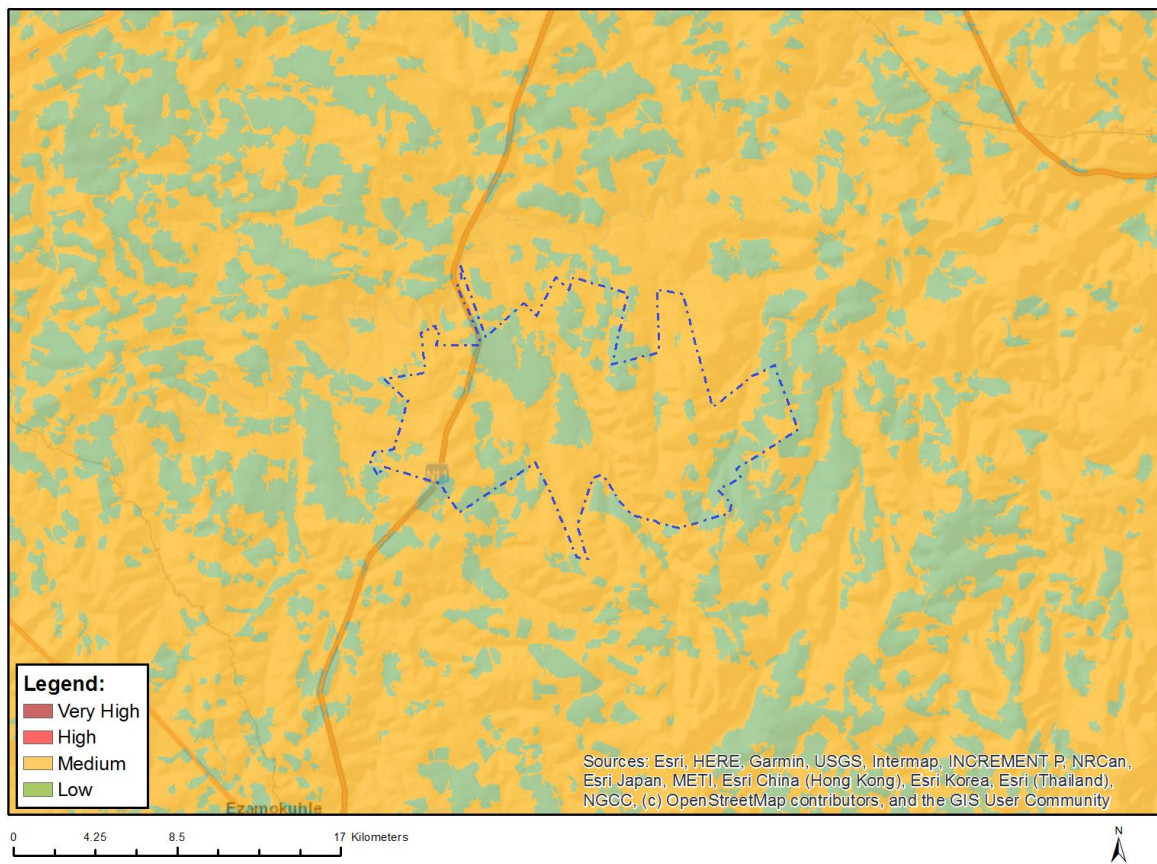 Legend:
Very High
High
Medium
Low
Ezamokuhle
Sources: Esri, HERE, Garmin, USGS, Intermap, INCREMENT P, NRCan,
Esri Japan, METI, Esri China (Hong Kong), Esri Korea, Esri (Thailand),
NGCC, (c) OpenStreetMap contributors, and the GIS User Community
0 4.25 8.5 17 Kilometers
N